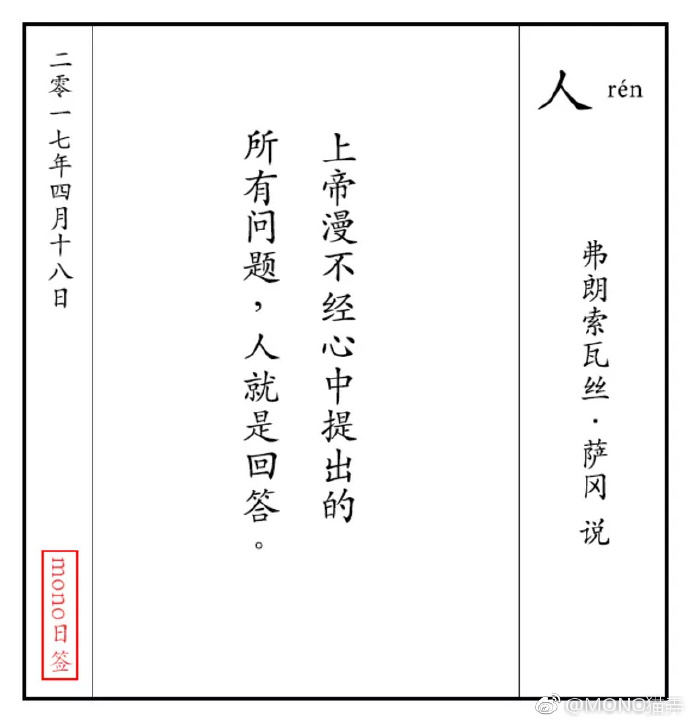 人 rén
弗朗索瓦丝·萨冈 说
上帝漫不经心中提出的
所有问题，人就是回答。
二零一七年四月十八日
mono日签
@MONO猫弄